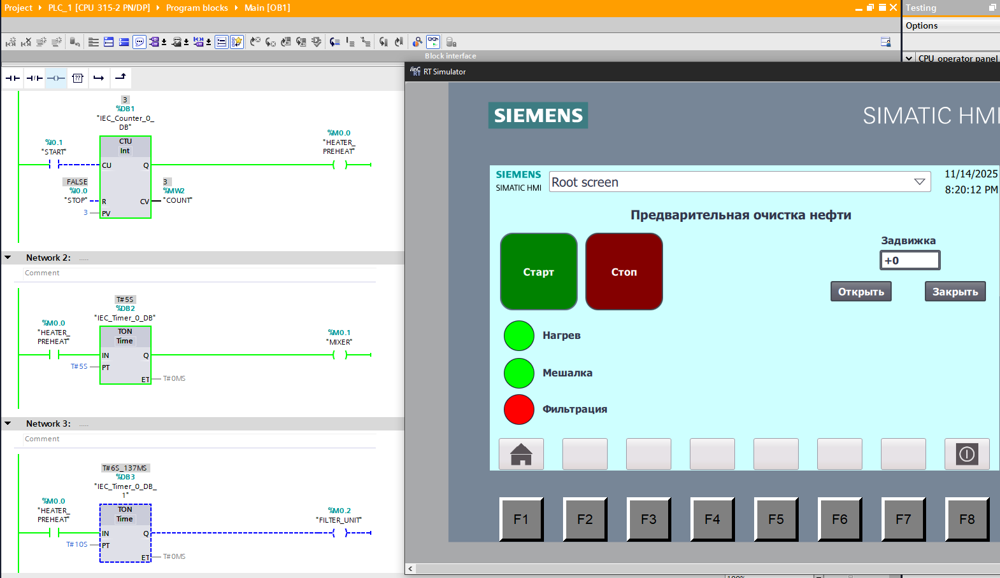 Project ▸ PLC_1 [CPU 315-2 PN/DP] ▸ Program blocks ▸ Main [OB1]
Testing
Options
Block interface
CPU operator panel
3
%DB1
"IEC_Counter_0_
DB"
CTU
Int
%I0.1
"START"
CU
Q
%M0.0
"HEATER_
PREHEAT"
FALSE
%I0.0
"STOP"
R
CV
3
%MW2
"COUNT"
3
PV
Network 2: .....
Comment
T#5S
%DB2
"IEC_Timer_0_DB"
TON
Time
%M0.0
"HEATER_
PREHEAT"
IN
Q
%M0.1
"MIXER"
T#5S
PT
ET
T#0MS
Network 3: .....
Comment
T#6S_137MS
%DB3
"IEC_Timer_0_DB_
1"
TON
Time
%M0.0
"HEATER_
PREHEAT"
IN
Q
%M0.2
"FILTER_UNIT"
T#10S
PT
ET
T#0MS
WinCC
RT
RT Simulator
SIEMENS
SIMATIC HMI
SIEMENS
SIMATIC HMI
Root screen
11/14/2025
8:20:12 PM
Предварительная очистка нефти
Старт
Стоп
Задвижка
+0
Открыть
Закрыть
Нагрев
Мешалка
Фильтрация
F1
F2
F3
F4
F5
F6
F7
F8
100%